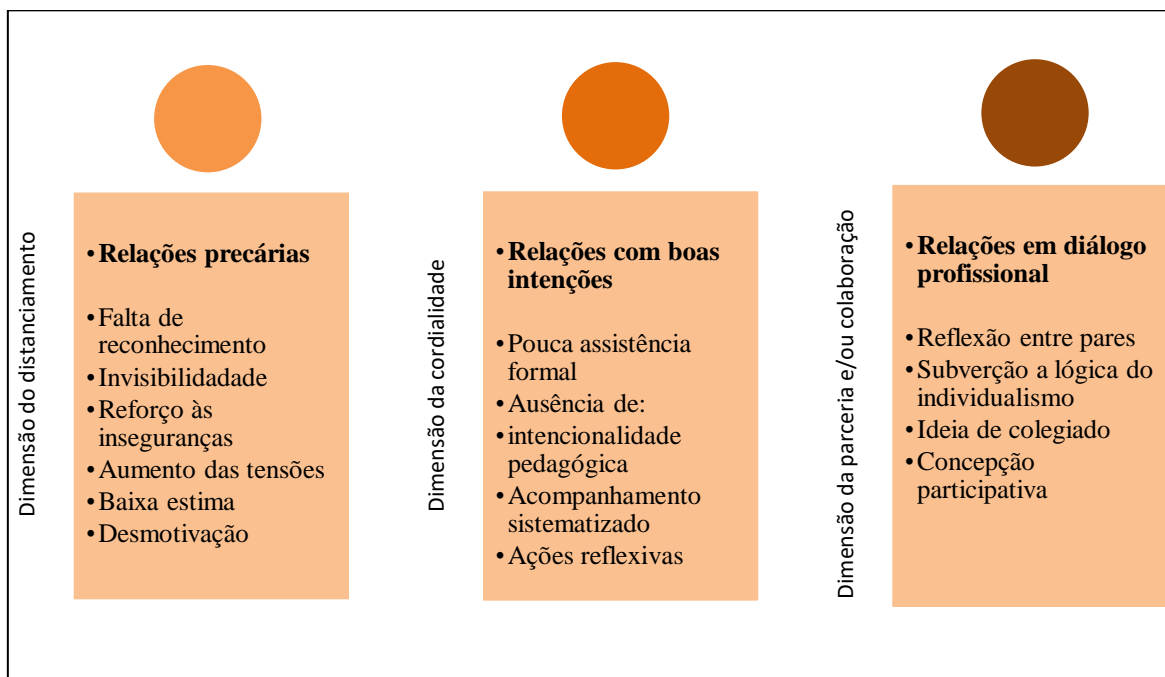 Dimensão do distanciamento
• Relações precárias
• Falta de
reconhecimento
• Invisibilidadade
• Reforço às
inseguranças
• Aumento das tensões
• Baixa estima
• Desmotivação
Dimensão da cordialidade
• Relações com boas
intenções
• Pouca assistência
formal
• Ausência de:
• intencionalidade
pedagógica
• Acompanhamento
sistematizado
• Ações reflexivas
Dimensão da parceria e/ou colaboração
• Relações em diálogo
profissional
• Reflexão entre pares
• Subversão a lógica do
individualismo
• Ideia de colegiado
• Concepção
participativa